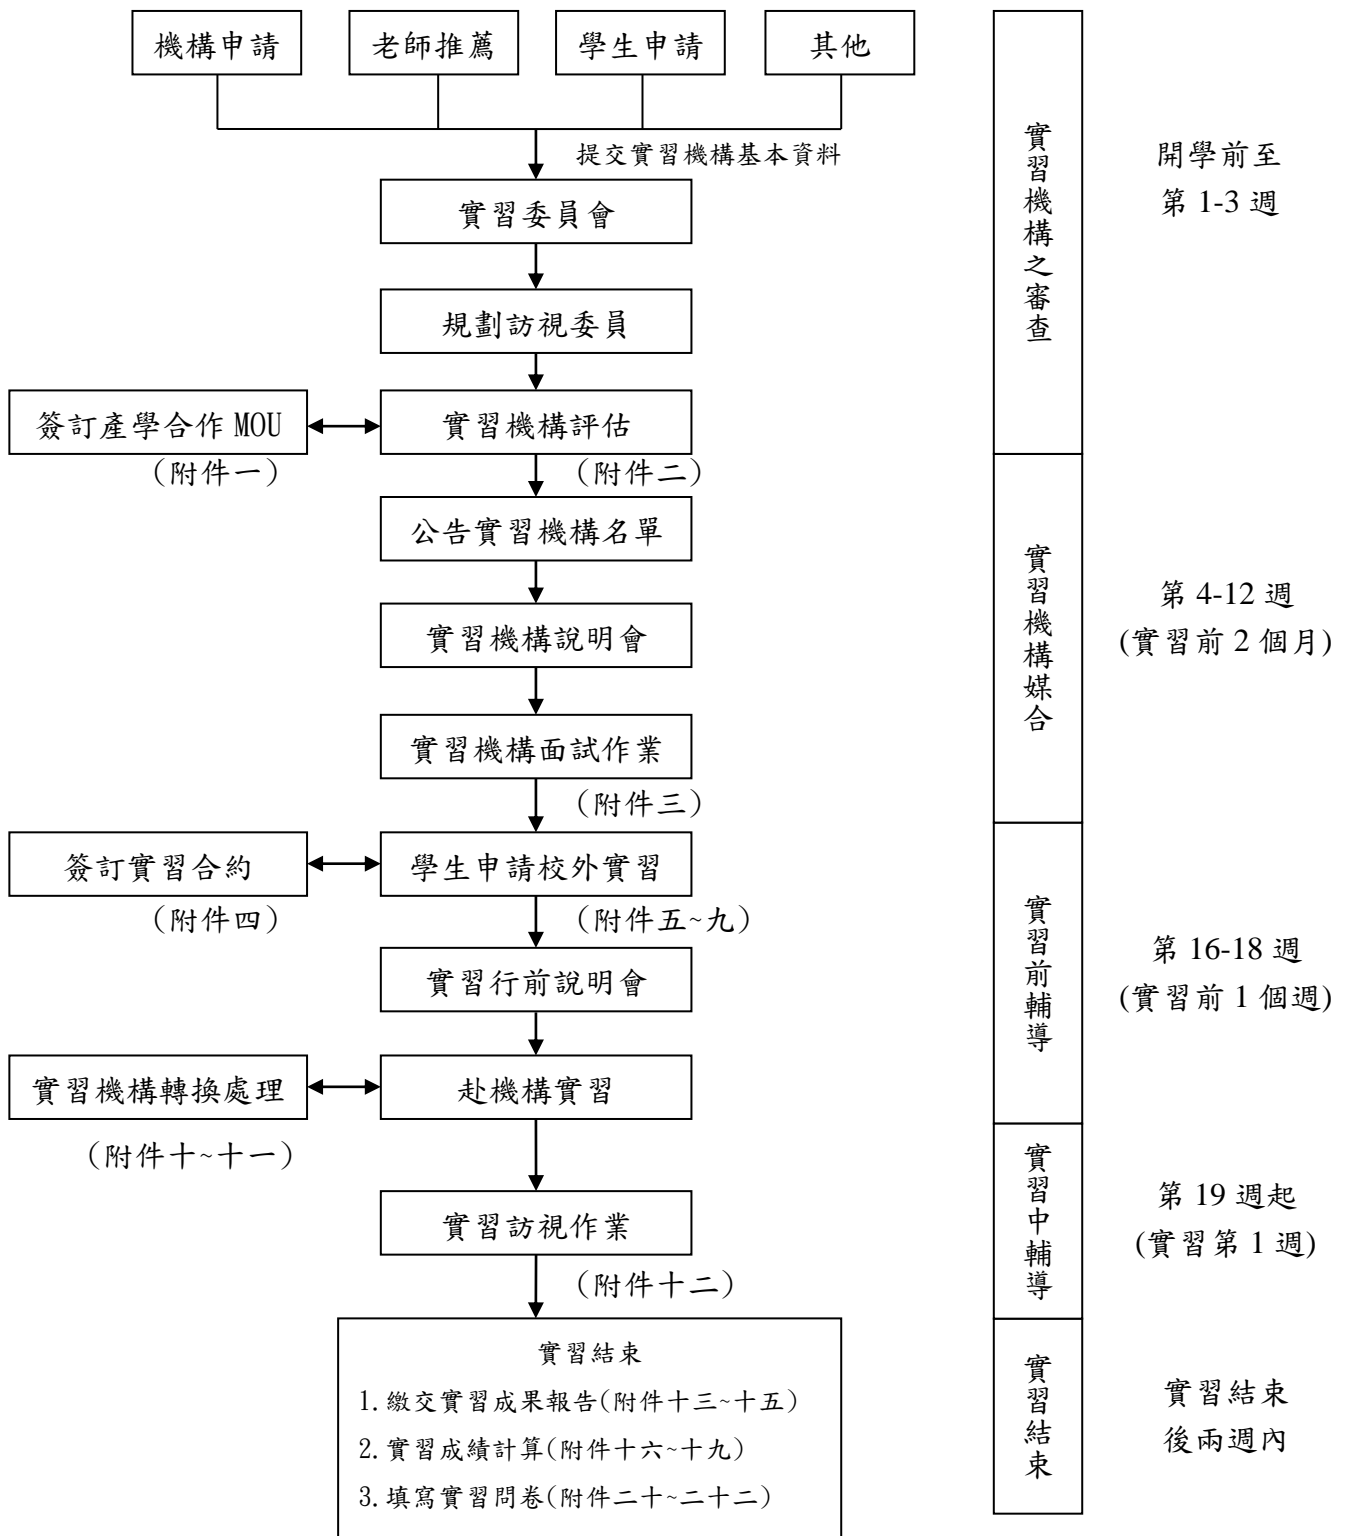 機構申請
老師推薦
學生申請
其他
提交實習機構基本資料
實習委員會
規劃訪視委員
簽訂產學合作 MOU
實習機構評估
(附件一)
(附件二)
公告實習機構名單
實習機構說明會
實習機構面試作業
(附件三)
簽訂實習合約
學生申請校外實習
(附件四)
(附件五~九)
實習行前說明會
實習機構轉換處理
赴機構實習
(附件十~十一)
實習訪視作業
(附件十二)
實習結束
1.繳交實習成果報告(附件十三~十五)
2.實習成績計算(附件十六~十九)
3.填寫實習問卷(附件二十~二十二)
實習機構之審查
開學前至
第 1-3 週
實習機構媒合
第 4-12 週
(實習前 2 個月)
實習前輔導
第 16-18 週
(實習前 1 個週)
實習中輔導
第 19 週起
(實習第 1 週)
實習結束
實習結束
後兩週內